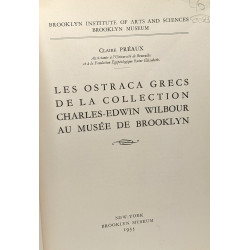 BROOKLYN INSTITUTE OF ARTS AND SCIENCES
BROOKLYN MUSEUM
CLAIRE PRÉAUX
LES OSTRACA GRECS
DE LA COLLECTION
CHARLES-EDWIN WILBOUR
AU MUSÉE DE BROOKLYN
NEW-YORK
BROOKLYN MUSEUM
1935